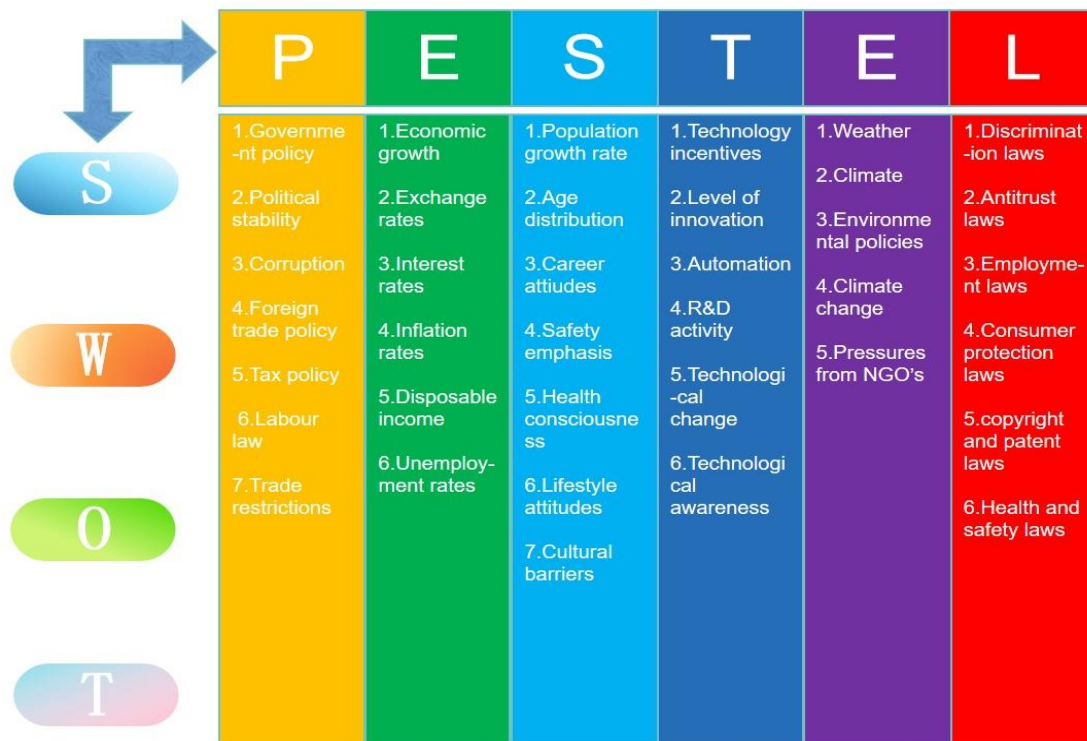 P
E
S
T
E
L
S
W
O
T
1.Governme
-nt policy
2.Political
stability
3.Corruption
4.Foreign
trade policy
5.Tax policy
6.Labour
law
7.Trade
restrictions
1.Economic
growth
2.Exchange
rates
3.Interest
rates
4.Inflation
rates
5.Disposable
income
6.Unemploy-
ment rates
1.Population
growth rate
2.Age
distribution
3.Career
attiudes
4.Safety
emphasis
5.Health
consciousne
ss
6.Lifestyle
attitudes
7.Cultural
barriers
1.Technology
incentives
2.Level of
innovation
3.Automation
4.R&D
activity
5.Technologi
-cal
change
6.Technologi
cal
awareness
1.Weather
2.Climate
3.Environme
ntal policies
4.Climate
change
5.Pressures
from NGO's
1.Discriminat
-ion laws
2.Antitrust
laws
3.Employme-
nt laws
4.Consumer
protection
laws
5.copyright
and patent
laws
6.Health and
safety laws